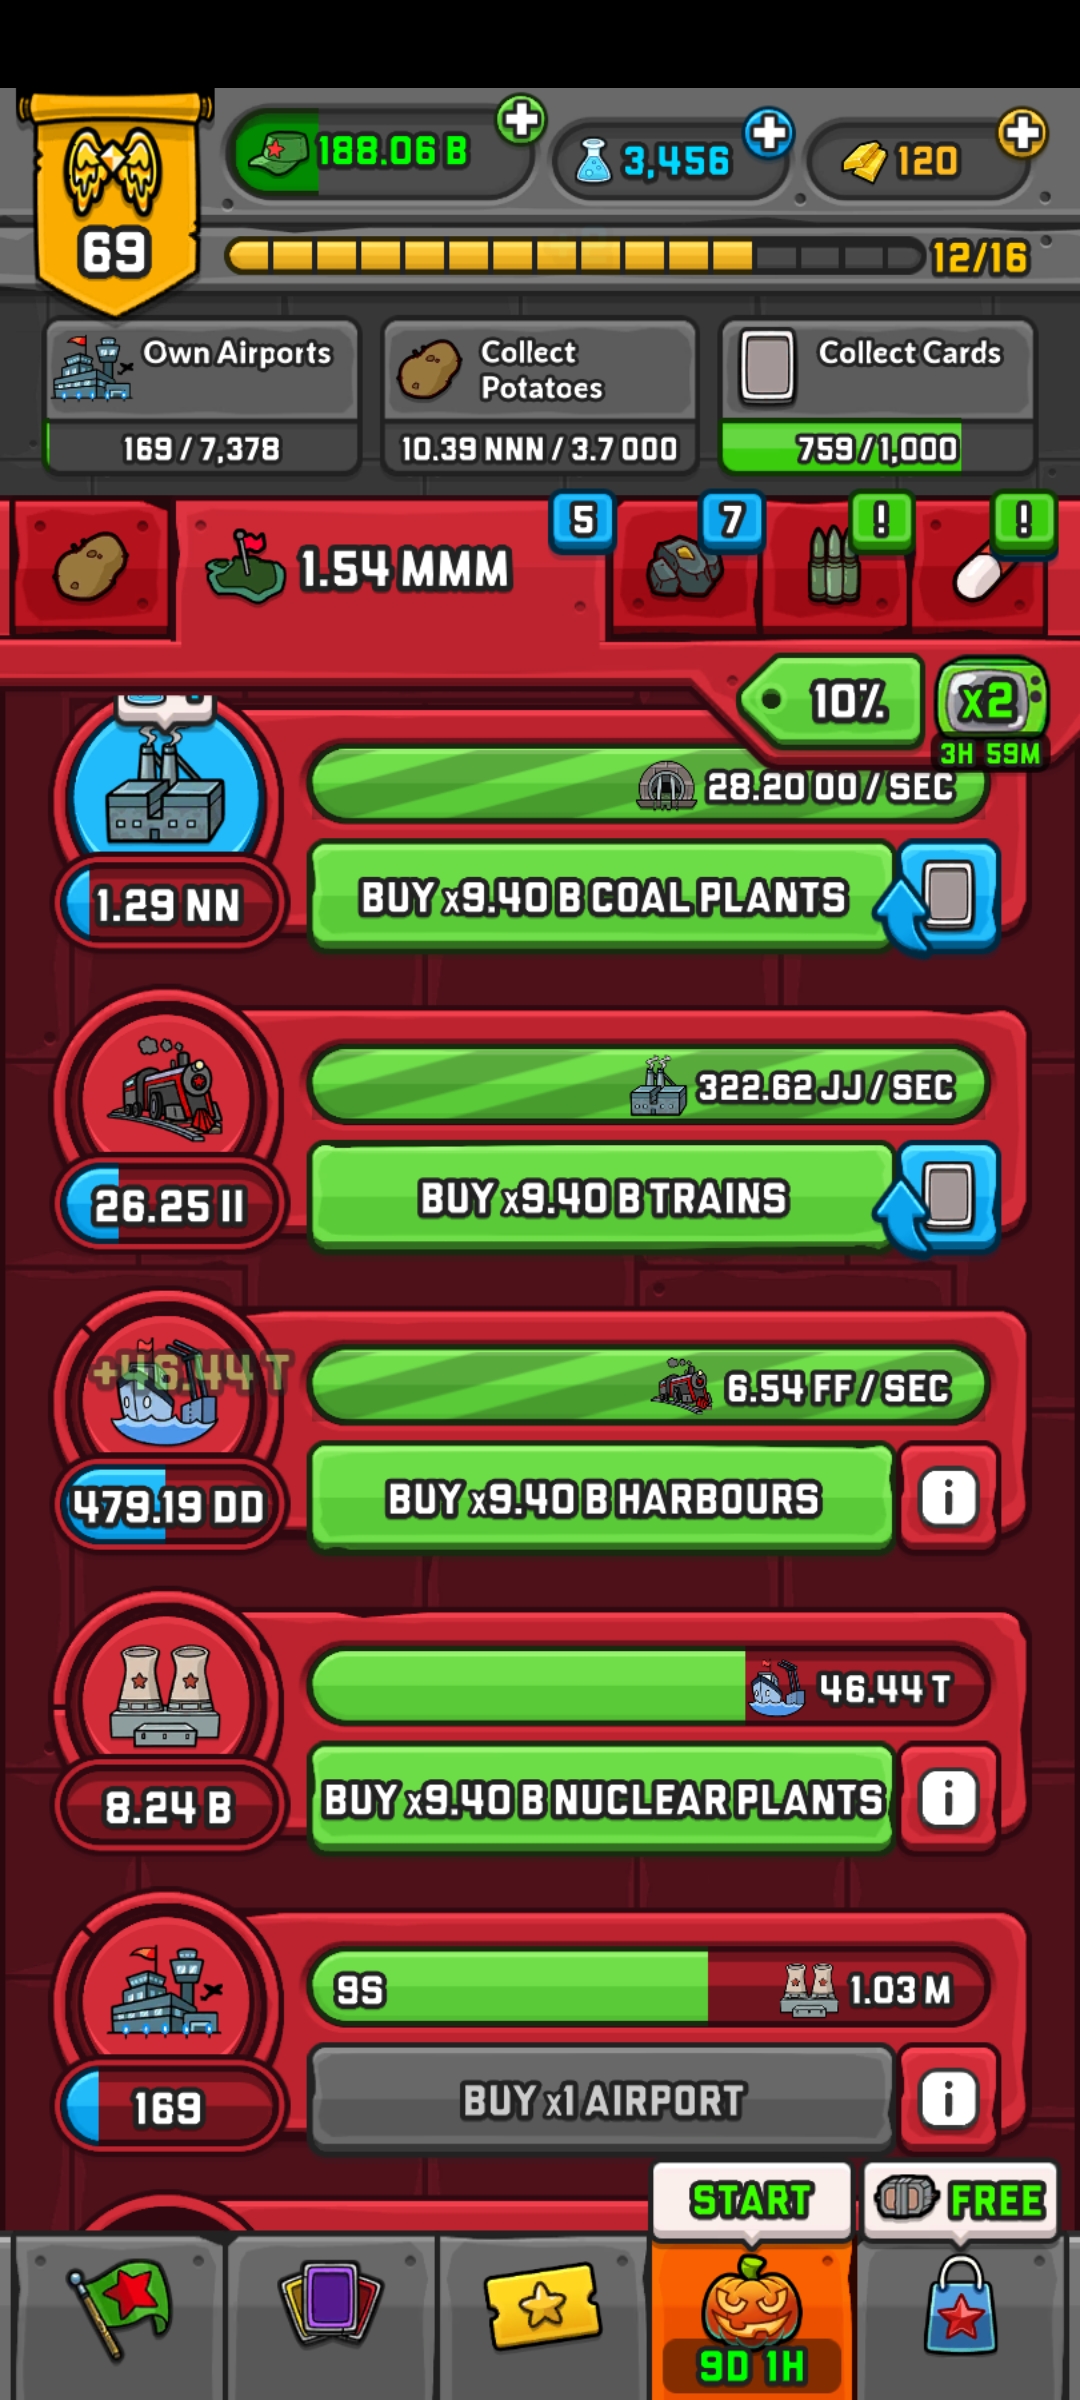 188.06 B
3,456
120
69
12/16
Own Airports
169 / 7,378
Collect
Potatoes
10.39 NNN / 3.7 OOO
Collect Cards
759 / 1,000
1.54 MMM
5
7
!
!
10%
x2
3H 59M
28.20 OO / SEC
1.29 NN
BUY x9.40 B COAL PLANTS
322.62 JJ / SEC
26.25 II
BUY x9.40 B TRAINS
+46.44 T
6.54 FF / SEC
479.19 DD
BUY x9.40 B HARBOURS
i
46.44 T
8.24 B
BUY x9.40 B NUCLEAR PLANTS
i
9S
1.03 M
169
BUY x1 AIRPORT
i
START
FREE
9D 1H